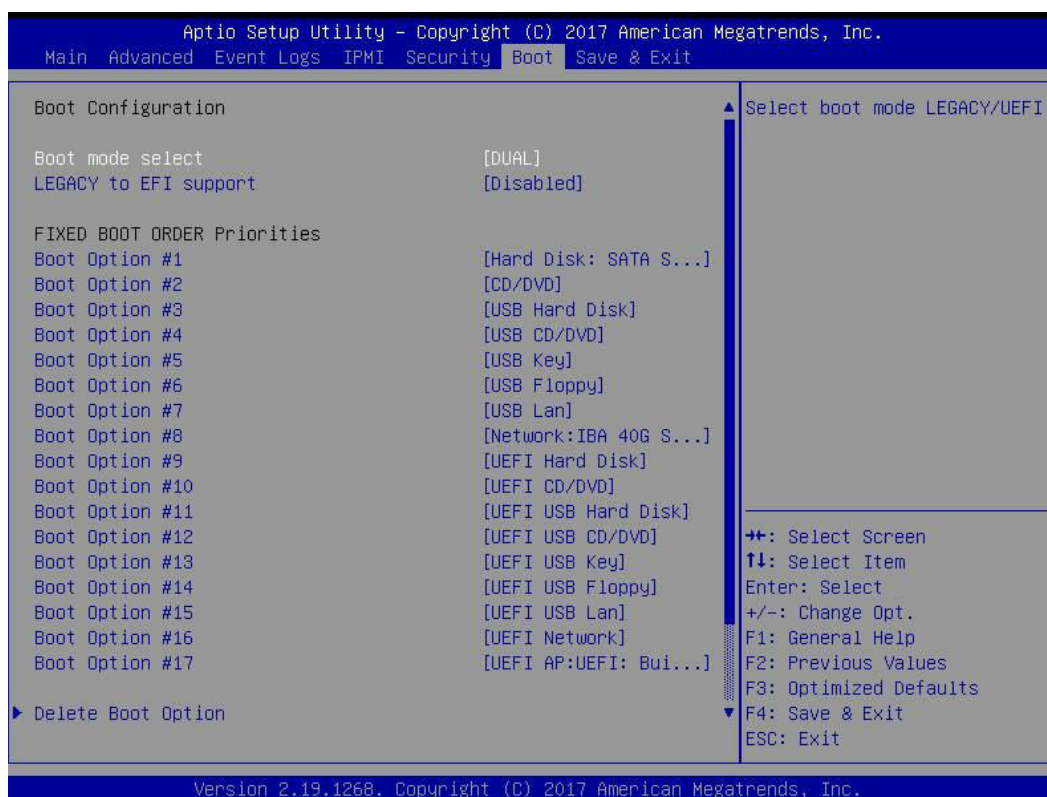 Aptio Setup Utility – Copyright (C) 2017 American Megatrends, Inc.
Main Advanced Event Logs IPMI Security Boot Save & Exit
Boot Configuration
Boot mode select [DUAL]
LEGACY to EFI support [Disabled]
FIXED BOOT ORDER Priorities
Boot Option #1 [Hard Disk: SATA S...]
Boot Option #2 [CD/DVD]
Boot Option #3 [USB Hard Disk]
Boot Option #4 [USB CD/DVD]
Boot Option #5 [USB Key]
Boot Option #6 [USB Floppy]
Boot Option #7 [USB Lan]
Boot Option #8 [Network:IBA 40G S...]
Boot Option #9 [UEFI Hard Disk]
Boot Option #10 [UEFI CD/DVD]
Boot Option #11 [UEFI USB Hard Disk]
Boot Option #12 [UEFI USB CD/DVD]
Boot Option #13 [UEFI USB Key]
Boot Option #14 [UEFI USB Floppy]
Boot Option #15 [UEFI USB Lan]
Boot Option #16 [UEFI Network]
Boot Option #17 [UEFI AP:UEFI: Bui...]
Delete Boot Option
Select boot mode LEGACY/UEFI
→←: Select Screen
↑↓: Select Item
Enter: Select
+/-: Change Opt.
F1: General Help
F2: Previous Values
F3: Optimized Defaults
F4: Save & Exit
ESC: Exit
Version 2.19.1268. Copyright (C) 2017 American Megatrends, Inc.